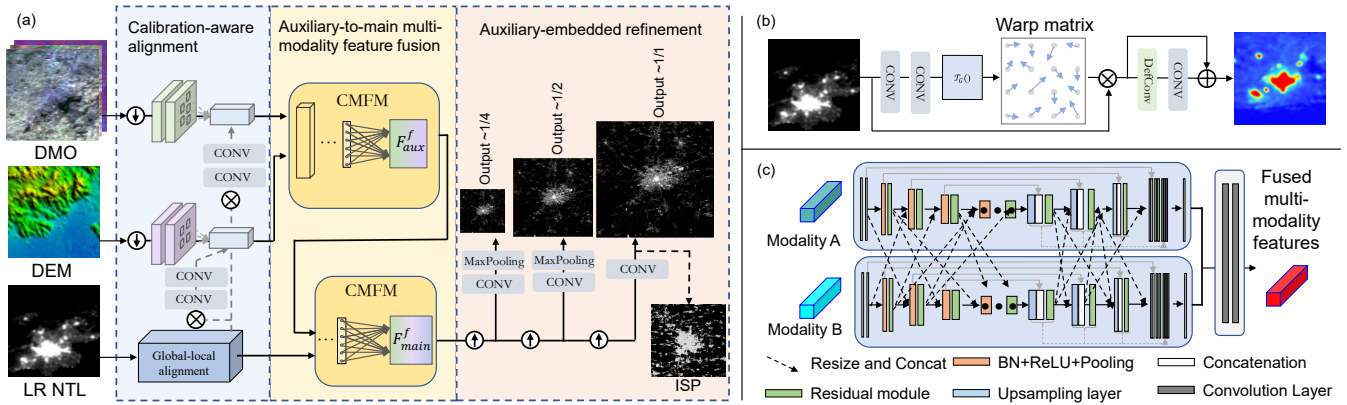 (a)
Calibration-aware
alignment
Auxiliary-to-main multi-
modality feature fusion
Auxiliary-embedded refinement
DMO
DEM
LR NTL
CONV
CONV
CONV
CONV
Global-local
alignment
CMFM
...
F_aux^f
CMFM
...
F_main^f
Output ~1/4
Output ~1/2
Output ~1/1
MaxPooling
CONV
MaxPooling
CONV
CONV
ISP
(b)
Warp matrix
CONV
CONV
𝒯_G()
DefConv
CONV
(c)
Modality A
Modality B
Fused
multi-
modality
features
Resize and Concat
BN+ReLU+Pooling
Concatenation
Residual module
Upsampling layer
Convolution Layer